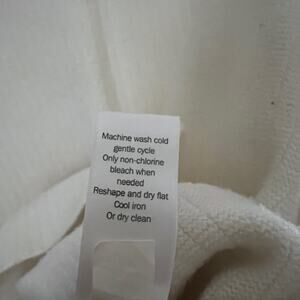 Machine wash cold
gentle cycle
Only non-chlorine
bleach when
needed
Reshape and dry flat
Cool iron
Or dry clean